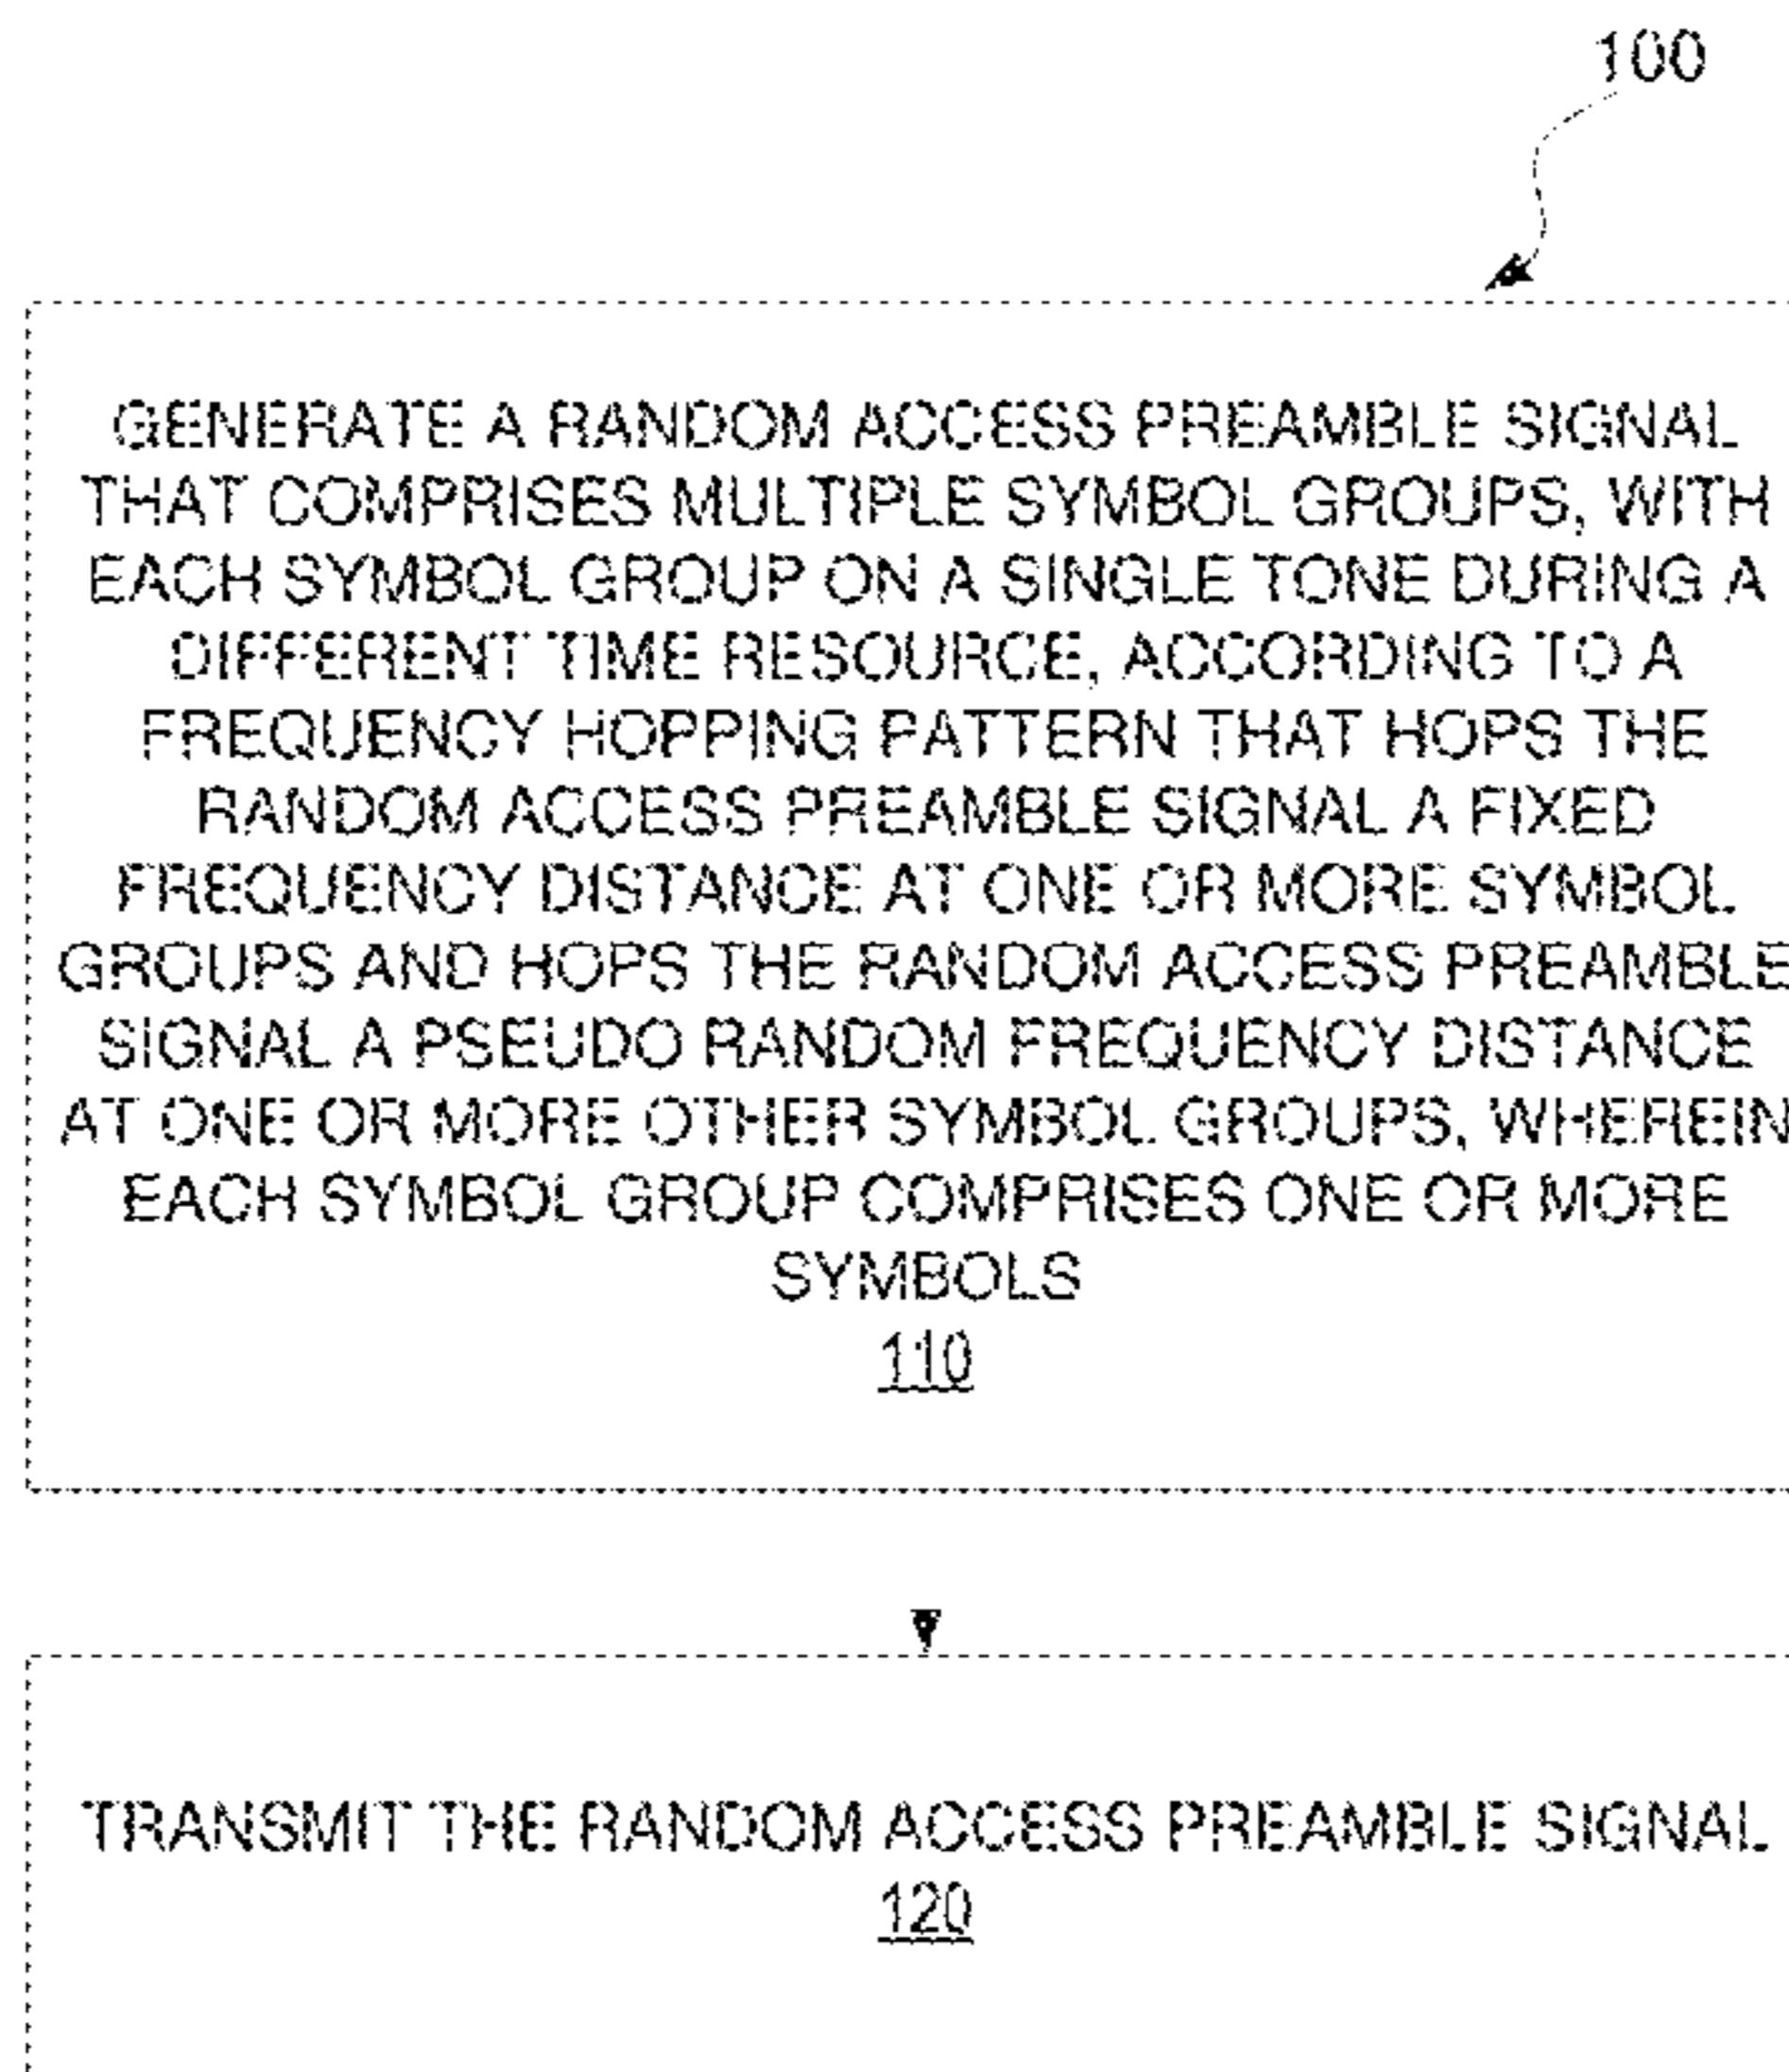 100
GENERATE A RANDOM ACCESS PREAMBLE SIGNAL
THAT COMPRISES MULTIPLE SYMBOL GROUPS, WITH
EACH SYMBOL GROUP ON A SINGLE TONE DURING A
DIFFERENT TIME RESOURCE, ACCORDING TO A
FREQUENCY HOPPING PATTERN THAT HOPS THE
RANDOM ACCESS PREAMBLE SIGNAL A FIXED
FREQUENCY DISTANCE AT ONE OR MORE SYMBOL
GROUPS AND HOPS THE RANDOM ACCESS PREAMBLE
SIGNAL A PSEUDO RANDOM FREQUENCY DISTANCE
AT ONE OR MORE OTHER SYMBOL GROUPS, WHEREIN
EACH SYMBOL GROUP COMPRISES ONE OR MORE
SYMBOLS
110
TRANSMIT THE RANDOM ACCESS PREAMBLE SIGNAL
120